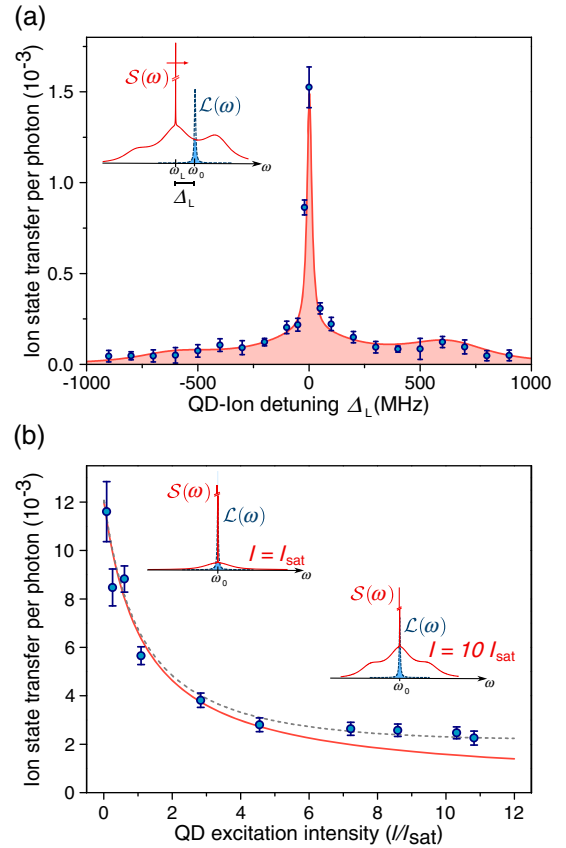 (a)
Ion state transfer per photon (10⁻³)
1.5
1.0
0.5
0.0
S(ω)
L(ω)
ω_L ω_0 ω
Δ_L
-1000 -500 0 500 1000
QD-Ion detuning Δ_L(MHz)
(b)
Ion state transfer per photon (10⁻³)
12
10
8
6
4
2
0
S(ω)
L(ω)
I = I_sat
ω_0 ω
S(ω)
L(ω)
I = 10 I_sat
ω_0 ω
0 2 4 6 8 10 12
QD excitation intensity (I/I_sat)